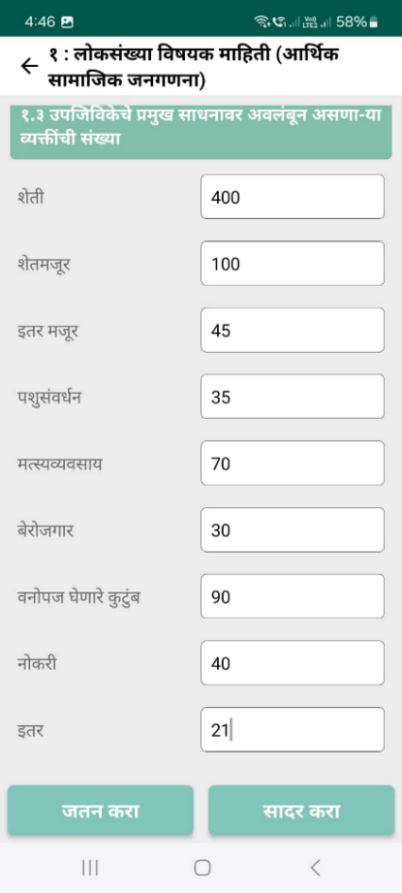 4:46 58%
१ : लोकसंख्या विषयक माहिती (आर्थिक
सामाजिक जनगणना)
१.३ उपजिविकेचे प्रमुख साधनावर अवलंबून असणा-या
व्यक्तींची संख्या
शेती 400
शेतमजूर 100
इतर मजूर 45
पशुसंवर्धन 35
मत्स्यव्यवसाय 70
बेरोजगार 30
वनोपज घेणारे कुटुंब 90
नोकरी 40
इतर 21
जतन करा सादर करा